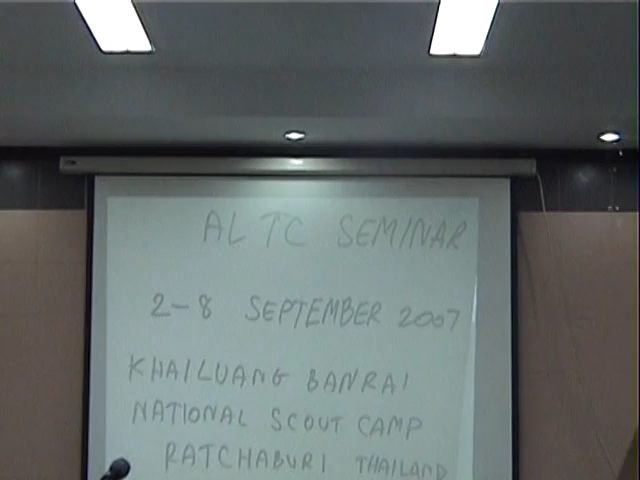 ALTC SEMINAR
2-8 SEPTEMBER 2007
KHAILUANG BANRAI
NATIONAL SCOUT CAMP
RATCHABURI THAILAND